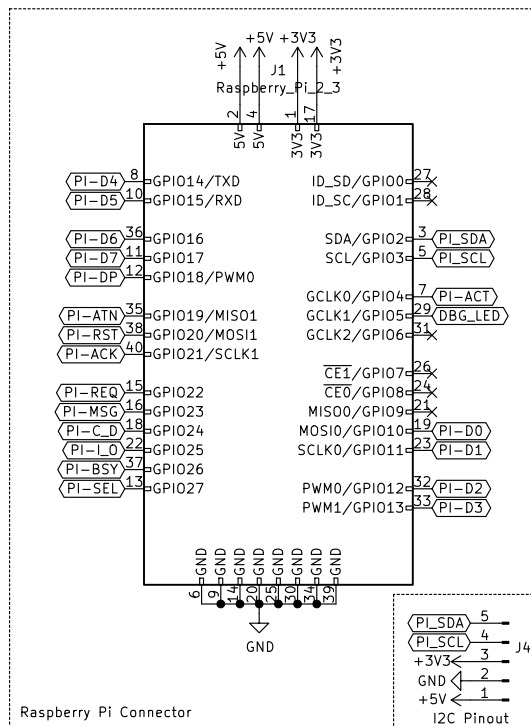 +5V
+5V
+3V3
+3V3
J1
Raspberry_Pi_2_3
2
4
1
17
5V
5V
3V3
3V3
PI-D4 8 GPIO14/TXD
ID_SD/GPIO0 27
PI-D5 10 GPIO15/RXD
ID_SC/GPIO1 28
PI-D6 36 GPIO16
SDA/GPIO2 3 PI_SDA
PI-D7 11 GPIO17
SCL/GPIO3 5 PI_SCL
PI-DP 12 GPIO18/PWM0
GCLK0/GPIO4 7 PI-ACT
PI-ATN 35 GPIO19/MISO1
GCLK1/GPIO5 29 DBG_LED
PI-RST 38 GPIO20/MOSI1
GCLK2/GPIO6 31
PI-ACK 40 GPIO21/SCLK1
CE1/GPIO7 26
PI-REQ 15 GPIO22
CE0/GPIO8 24
PI-MSG 16 GPIO23
MISO0/GPIO9 21
PI-C_D 18 GPIO24
MOSI0/GPIO10 19 PI-D0
PI-I_O 22 GPIO25
SCLK0/GPIO11 23 PI-D1
PI-BSY 37 GPIO26
PI-SEL 13 GPIO27
PWM0/GPIO12 32 PI-D2
PWM1/GPIO13 33 PI-D3
GND GND GND GND GND GND GND GND
6 9 14 20 25 30 34 39
GND
PI_SDA 5
PI_SCL 4
J4
+3V3 3
GND 2
+5V 1
I2C Pinout
Raspberry Pi Connector